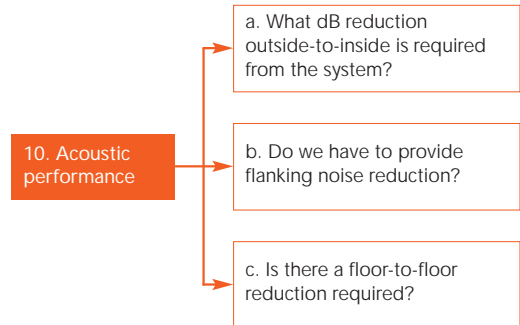 a. What dB reduction
outside-to-inside is required
from the system?
10. Acoustic
performance
b. Do we have to provide
flanking noise reduction?
c. Is there a floor-to-floor
reduction required?